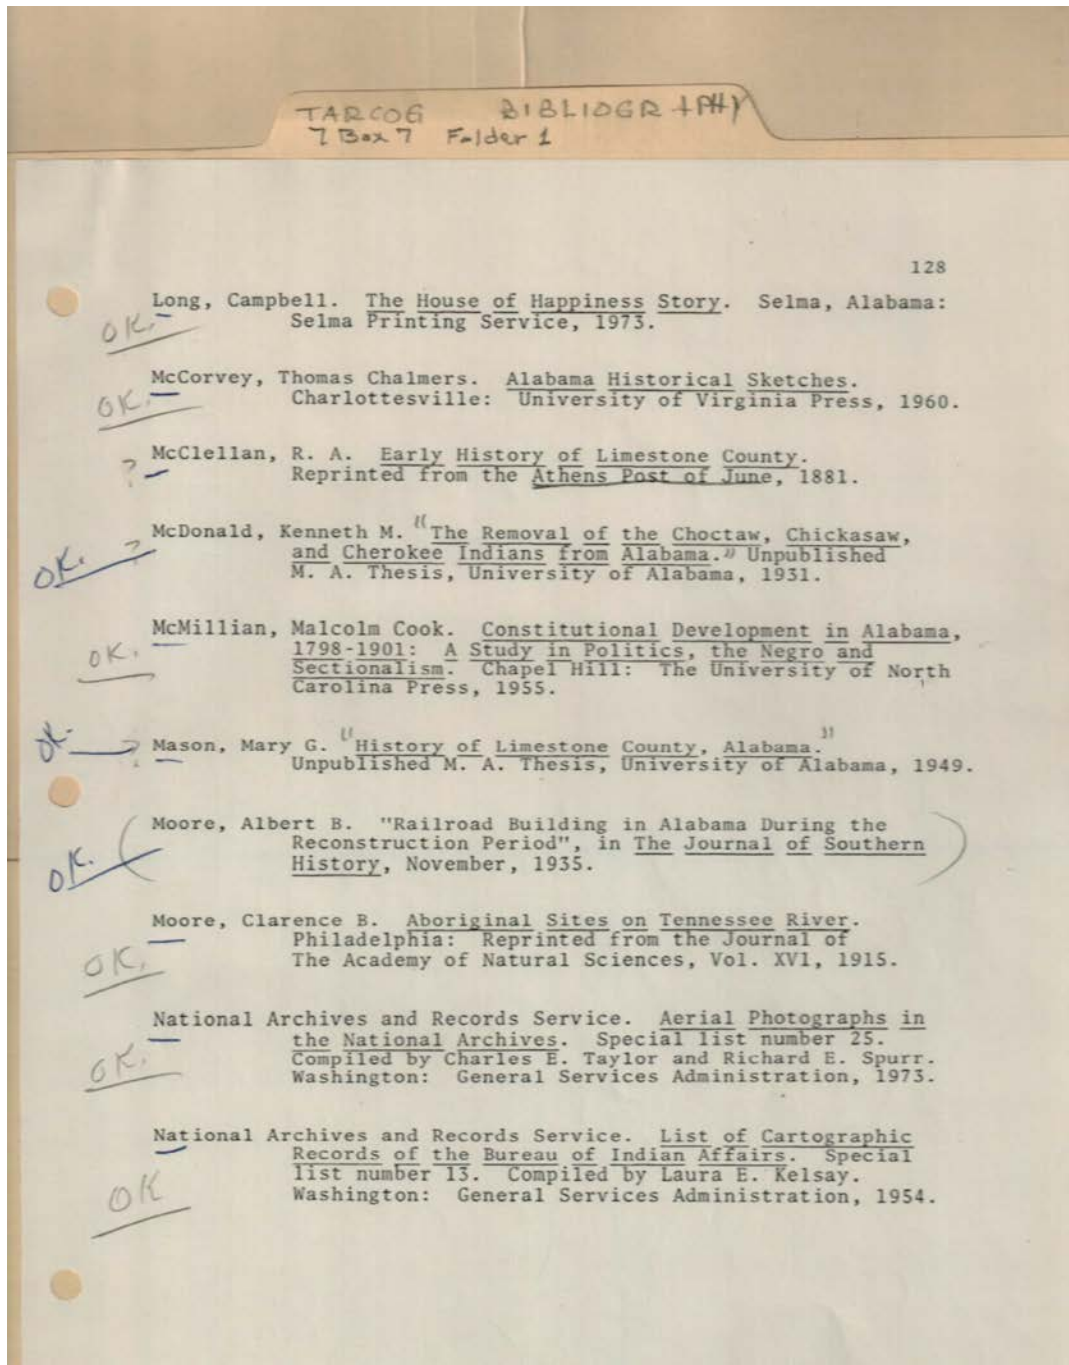 TARCOG BIBLIOGRAPHY
7 Box 7 Folder 1
128
Long, Campbell. The House of Happiness Story. Selma, Alabama:
OK. Selma Printing Service, 1973.
McCorvey, Thomas Chalmers. Alabama Historical Sketches.
OK. Charlottesville: University of Virginia Press, 1960.
? McClellan, R. A. Early History of Limestone County.
Reprinted from the Athens Post of June, 1881.
? McDonald, Kenneth M. "The Removal of the Choctaw, Chickasaw,
OK. and Cherokee Indians from Alabama." Unpublished
M. A. Thesis, University of Alabama, 1931.
McMillian, Malcolm Cook. Constitutional Development in Alabama,
OK. 1798-1901: A Study in Politics, the Negro and
Sectionalism. Chapel Hill: The University of North
Carolina Press, 1955.
OK. ? Mason, Mary G. "History of Limestone County, Alabama."
Unpublished M. A. Thesis, University of Alabama, 1949.
(Moore, Albert B. "Railroad Building in Alabama During the
OK. Reconstruction Period", in The Journal of Southern
History, November, 1935.)
Moore, Clarence B. Aboriginal Sites on Tennessee River.
Philadelphia: Reprinted from the Journal of
OK. The Academy of Natural Sciences, Vol. XV1, 1915.
National Archives and Records Service. Aerial Photographs in
the National Archives. Special list number 25.
OK. Compiled by Charles E. Taylor and Richard E. Spurr.
Washington: General Services Administration, 1973.
National Archives and Records Service. List of Cartographic
Records of the Bureau of Indian Affairs. Special
list number 13. Compiled by Laura E. Kelsay.
OK Washington: General Services Administration, 1954.